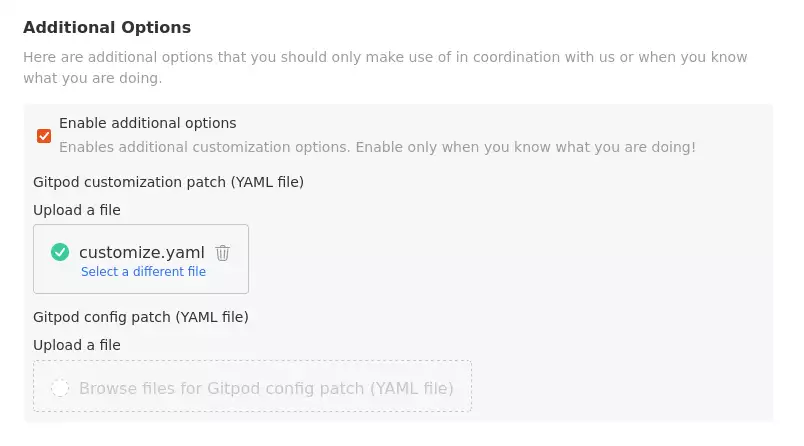 Additional Options
Here are additional options that you should only make use of in coordination with us or when you know
what you are doing.
Enable additional options
Enables additional customization options. Enable only when you know what you are doing!
Gitpod customization patch (YAML file)
Upload a file
customize.yaml
Select a different file
Gitpod config patch (YAML file)
Upload a file
Browse files for Gitpod config patch (YAML file)